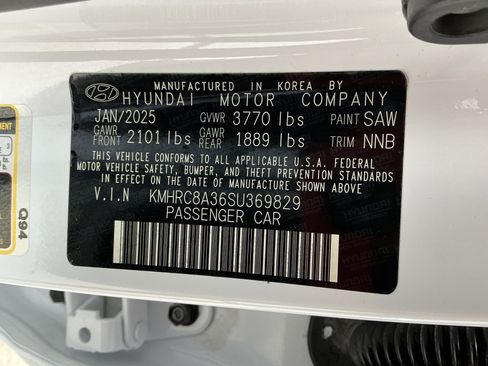 MANUFACTURED IN KOREA BY
HYUNDAI MOTOR COMPANY
JAN/2025 GVWR 3770 lbs PAINT SAW
GAWR FRONT 2101 lbs GAWR REAR 1889 lbs TRIM NNB
THIS VEHICLE CONFORMS TO ALL APPLICABLE U.S.A. FEDERAL
MOTOR VEHICLE SAFETY, BUMPER, AND THEFT PREVENTION
STANDARDS IN EFFECT ON THE DATE OF MANUFACTURE SHOWN ABOVE.
V.I.N KMHRC8A36SU369829
PASSENGER CAR
Q94